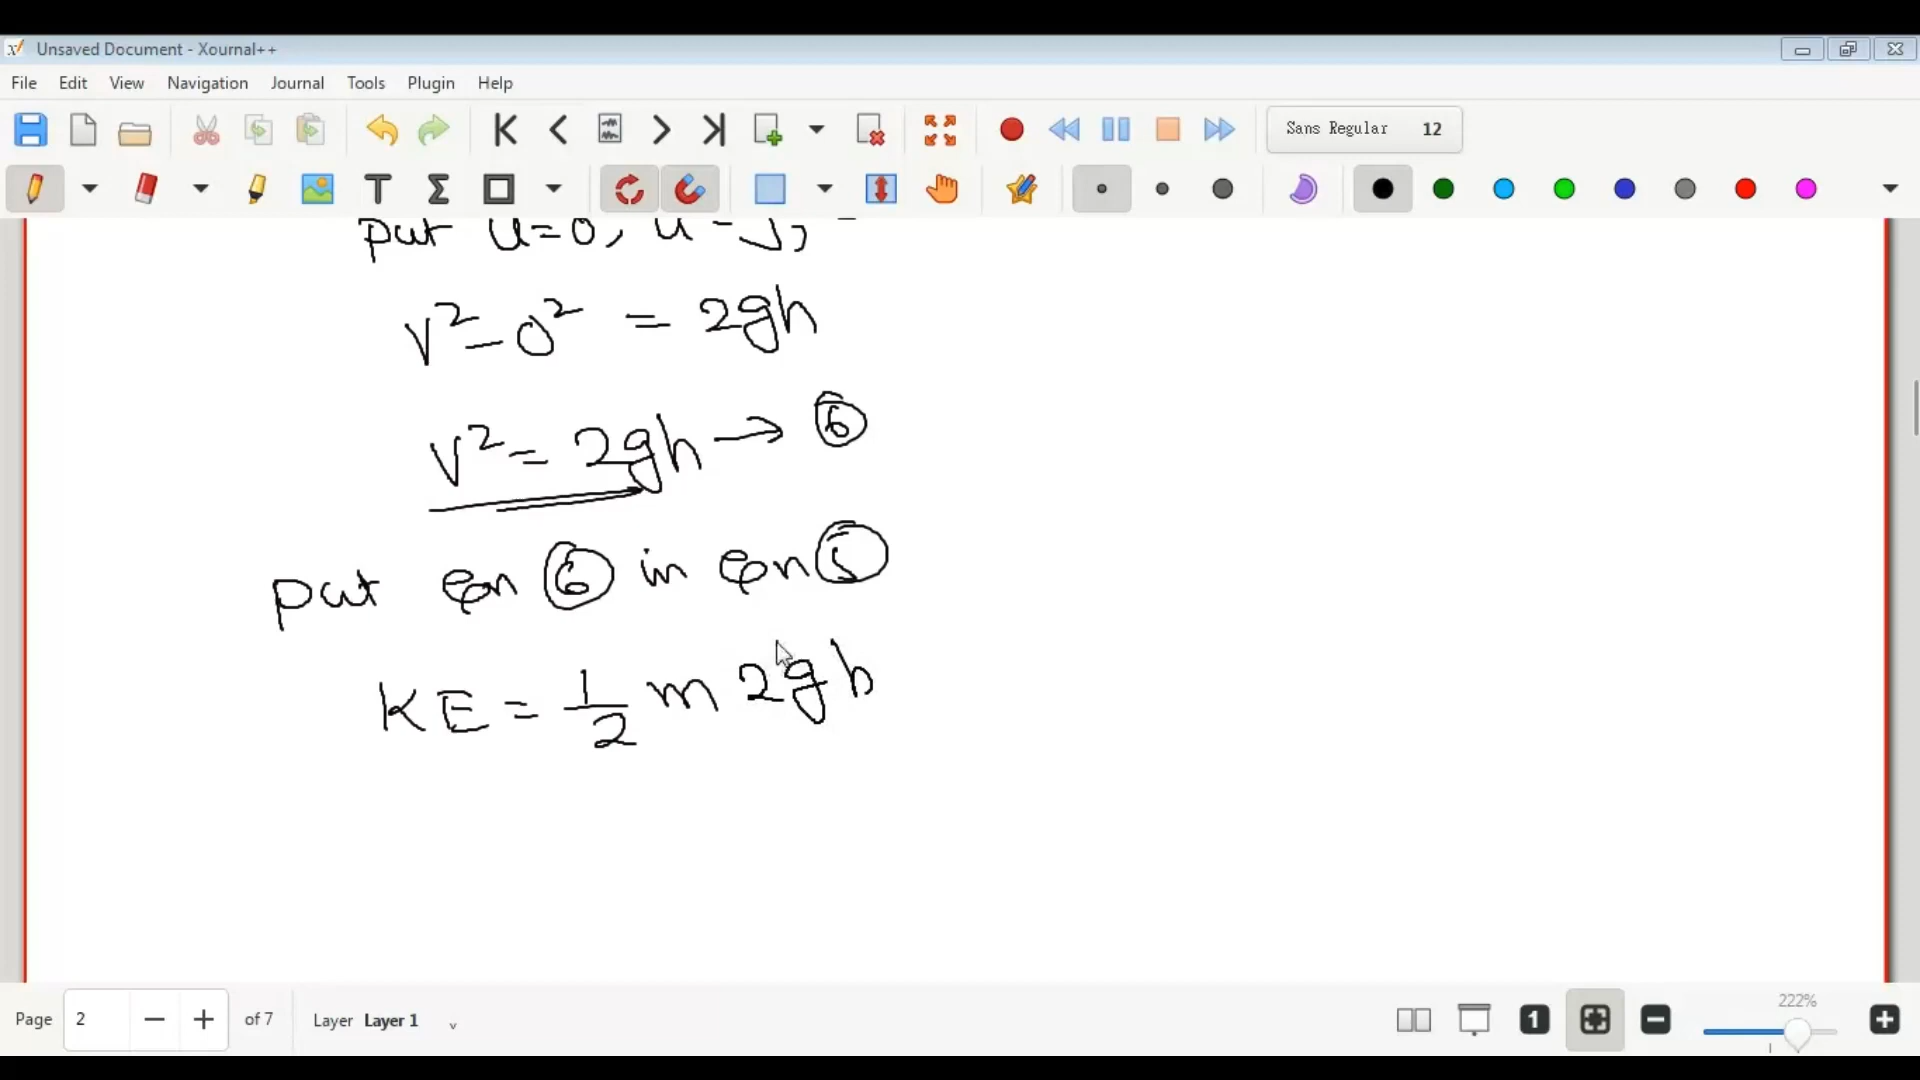 Unsaved Document - Xournal++
File Edit View Navigation Journal Tools Plugin Help
Sans Regular 12
put u=0,
V² - 0² = 2gh
V² = 2gh → ⑥
put eqn ⑥ in eqn ⑤
KE = 1/2 m 2gh
Page 2 of 7 Layer Layer 1
222%